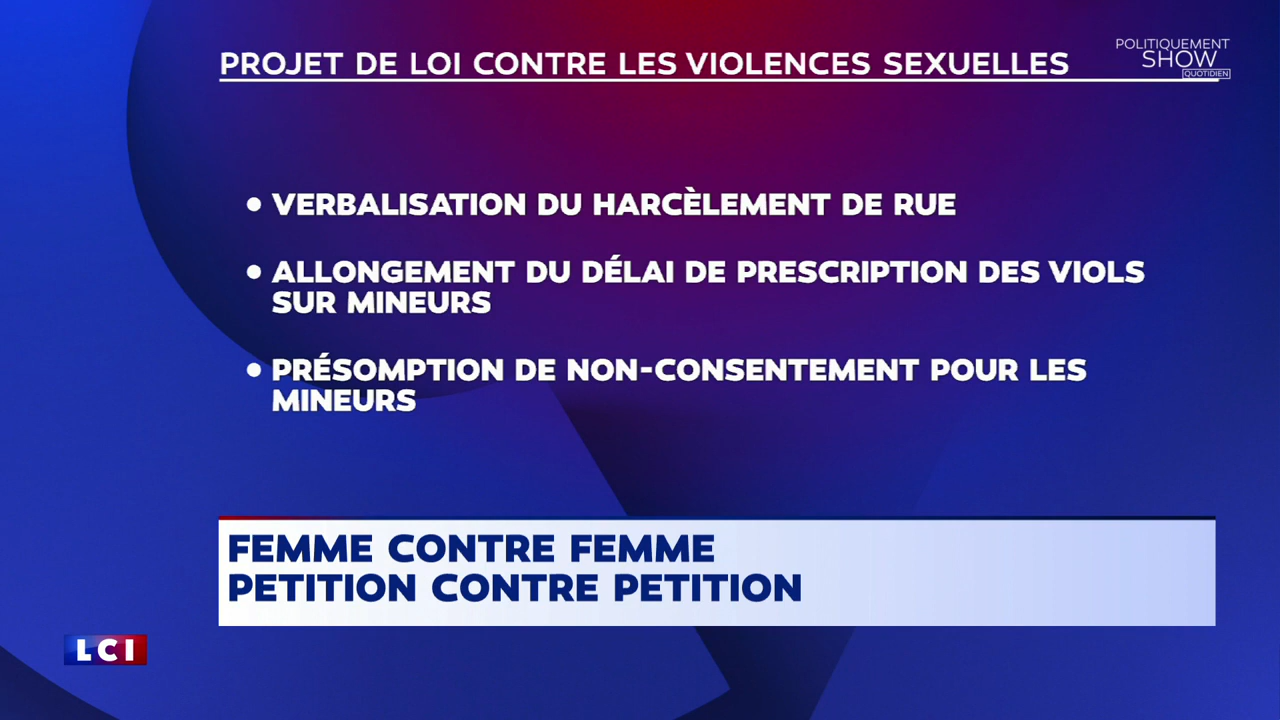 PROJET DE LOI CONTRE LES VIOLENCES SEXUELLES
POLITIQUEMENT
SHOW
QUOTIDIEN
• VERBALISATION DU HARCÈLEMENT DE RUE
• ALLONGEMENT DU DÉLAI DE PRESCRIPTION DES VIOLS
SUR MINEURS
• PRÉSOMPTION DE NON-CONSENTEMENT POUR LES
MINEURS
FEMME CONTRE FEMME
PETITION CONTRE PETITION
LCI